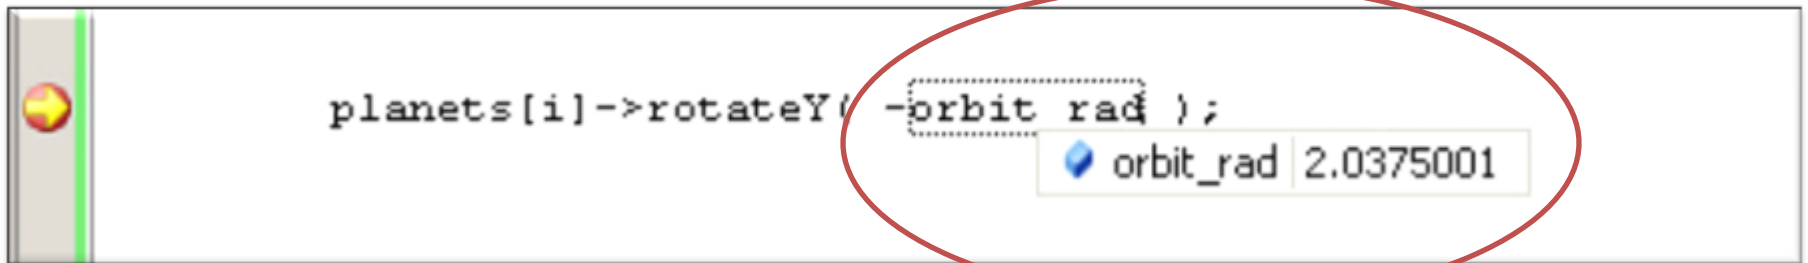 planets[i]->rotateY( -orbit_rad );
orbit_rad 2.0375001